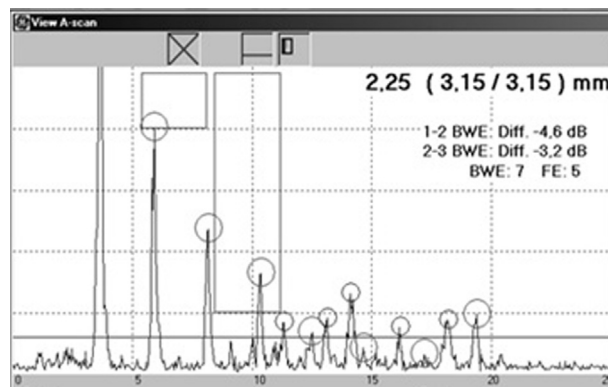 View A-scan
2,25 ( 3,15 / 3,15 ) mm
1-2 BWE: Diff. -4,6 dB
2-3 BWE: Diff. -3,2 dB
BWE: 7 FE: 5
0 5 10 15 20